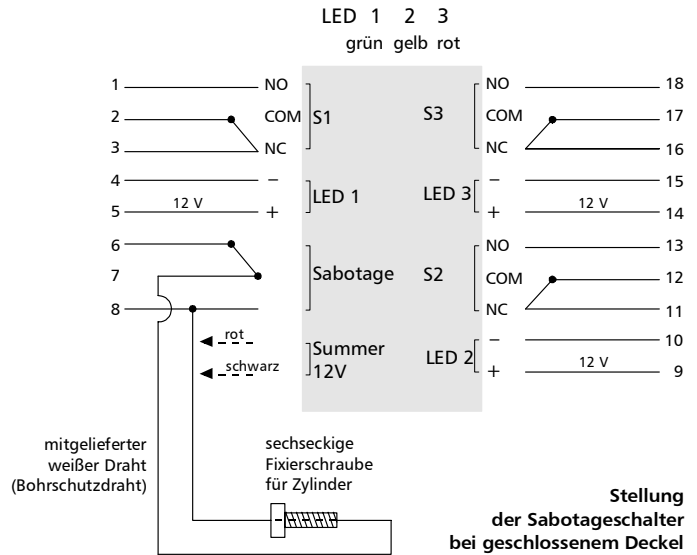 LED 1 2 3
grün gelb rot
1 NO
2 COM S1
3 NC
4 –
5 12 V + LED 1
6
7 Sabotage
8
rot
schwarz
Summer
12V
NO 18
S3 COM 17
NC 16
– 15
LED 3 + 12 V 14
NO 13
S2 COM 12
NC 11
– 10
LED 2 + 12 V 9
mitgelieferter
weißer Draht
(Bohrschutzdraht)
sechseckige
Fixierschraube
für Zylinder
Stellung
der Sabotageschalter
bei geschlossenem Deckel